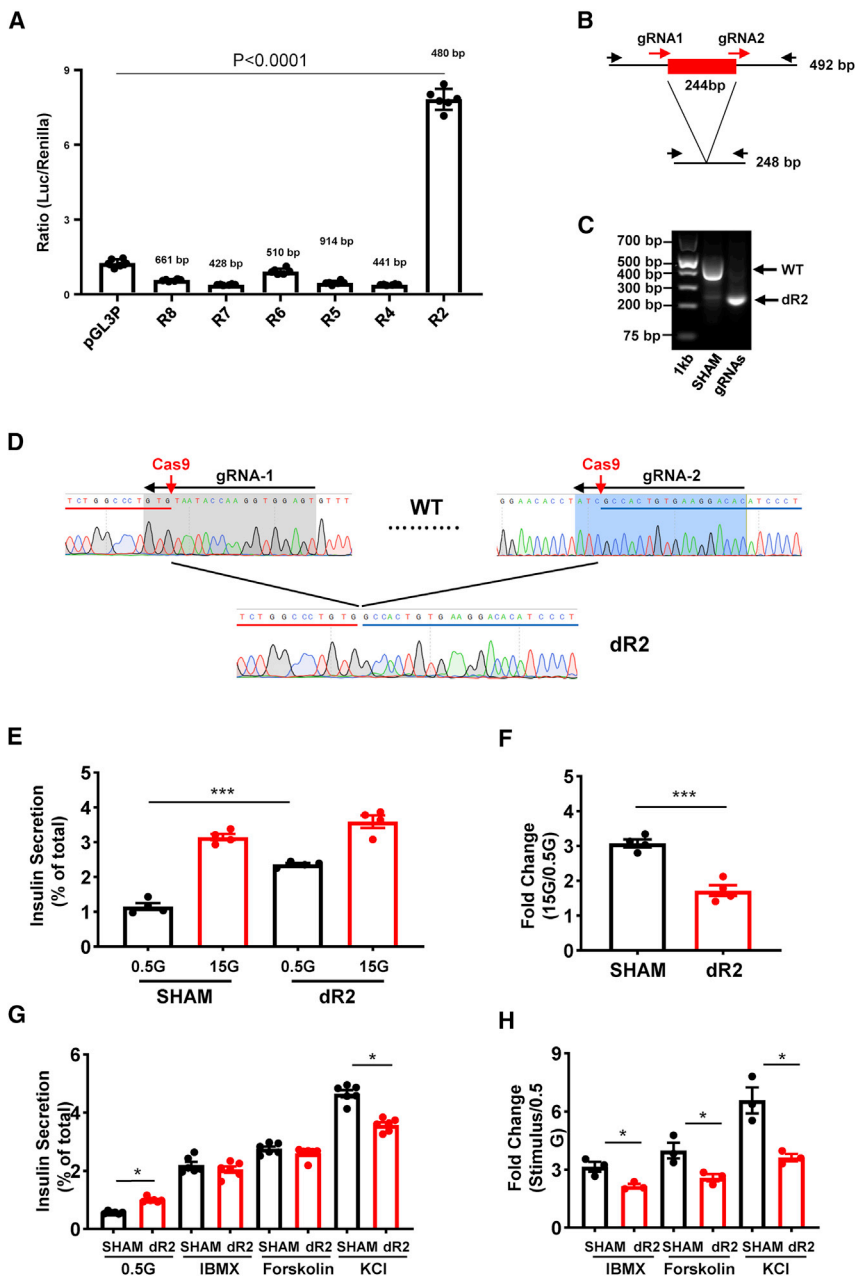 A
P<0.0001
480 bp
Ratio (Luc/Renilla)
9
6
3
0
661 bp
428 bp
510 bp
914 bp
441 bp
pGL3P
R8
R7
R6
R5
R4
R2
B
gRNA1
gRNA2
492 bp
244bp
248 bp
C
700 bp
500 bp
400 bp
300 bp
200 bp
75 bp
WT
dR2
1kb
SHAM
gRNAs
D
Cas9
gRNA-1
TCTGGCCCTGTGTAATACCAAGGTGGAGTGTTT
WT
Cas9
gRNA-2
GGAACACCTATCGCCACTGTGAAGGACACATCCCT
TCTGGCCCTGTGGCCACTGTGAAGGACACATCCCT
dR2
E
Insulin Secretion
(% of total)
5
4
3
2
1
0
***
0.5G
15G
0.5G
15G
SHAM
dR2
F
Fold Change
(15G/0.5G)
5
4
3
2
1
0
***
SHAM
dR2
G
Insulin Secretion
(% of total)
6
4
2
0
*
*
SHAM dR2
SHAM dR2
SHAM dR2
SHAM dR2
0.5G
IBMX
Forskolin
KCl
H
Fold Change
(Stimulus/0.5
G)
9
6
3
0
*
*
*
SHAM dR2
SHAM dR2
SHAM dR2
IBMX
Forskolin
KCl